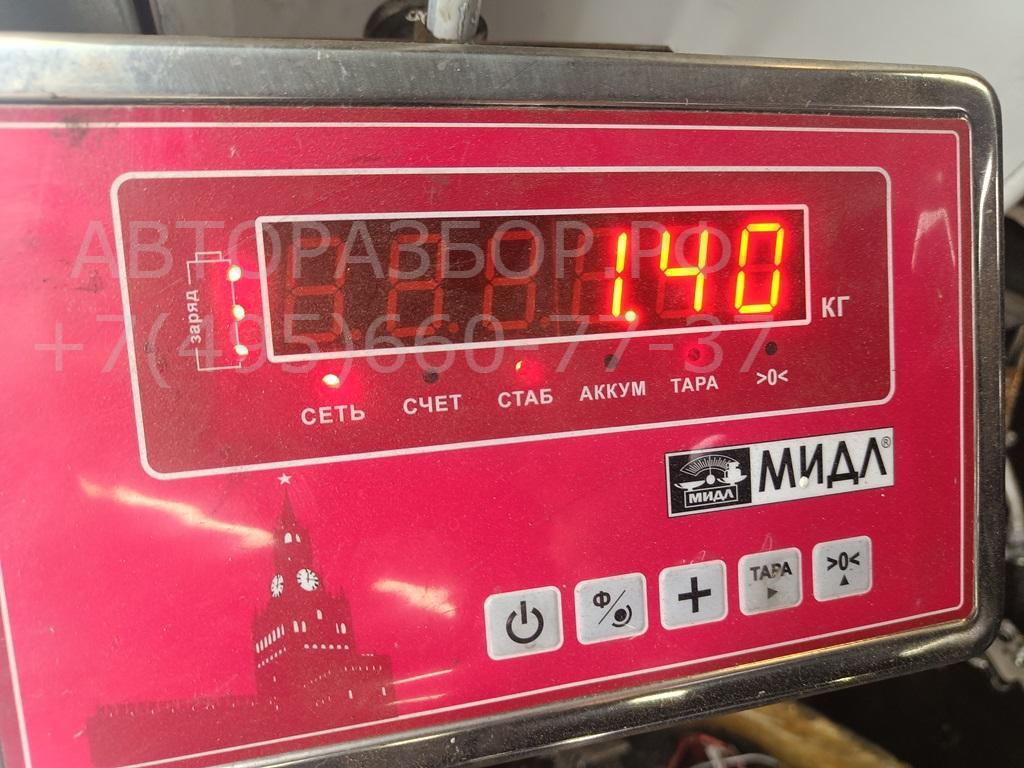 АВТОРАЗБОР.РФ
+7(495)660-77-37
заряд
1.40
КГ
СЕТЬ СЧЕТ СТАБ АККУМ ТАРА >0<
МИДЛ МИДЛ®
Ф/ + ТАРА >0<